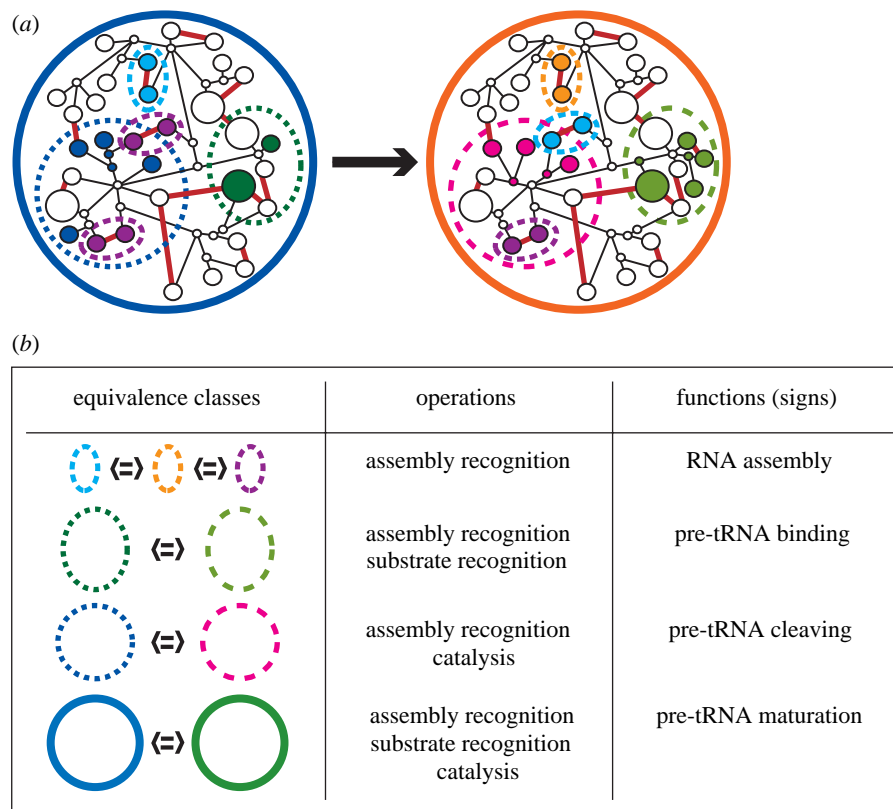 (a)
(b)
equivalence classes operations functions (signs)
⟨=⟩ ⟨=⟩ assembly recognition RNA assembly
⟨=⟩ assembly recognition pre-tRNA binding
substrate recognition
⟨=⟩ assembly recognition pre-tRNA cleaving
catalysis
⟨=⟩ assembly recognition pre-tRNA maturation
substrate recognition
catalysis